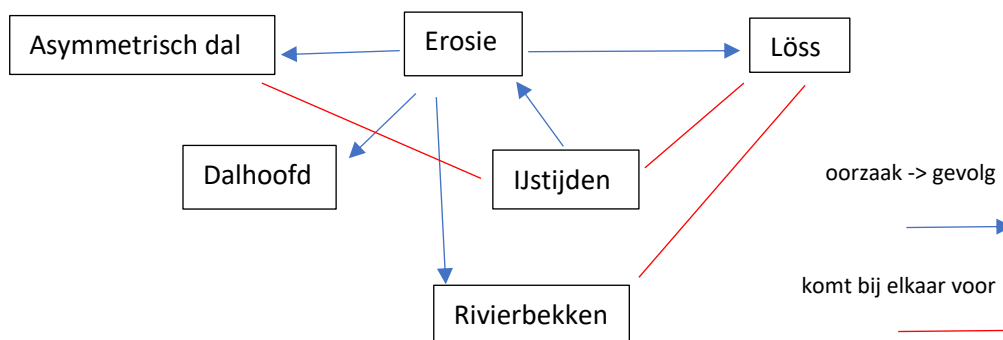 Asymmetrisch dal
Erosie
Löss
Dalhoofd
IJstijden
oorzaak -> gevolg
komt bij elkaar voor
Rivierbekken